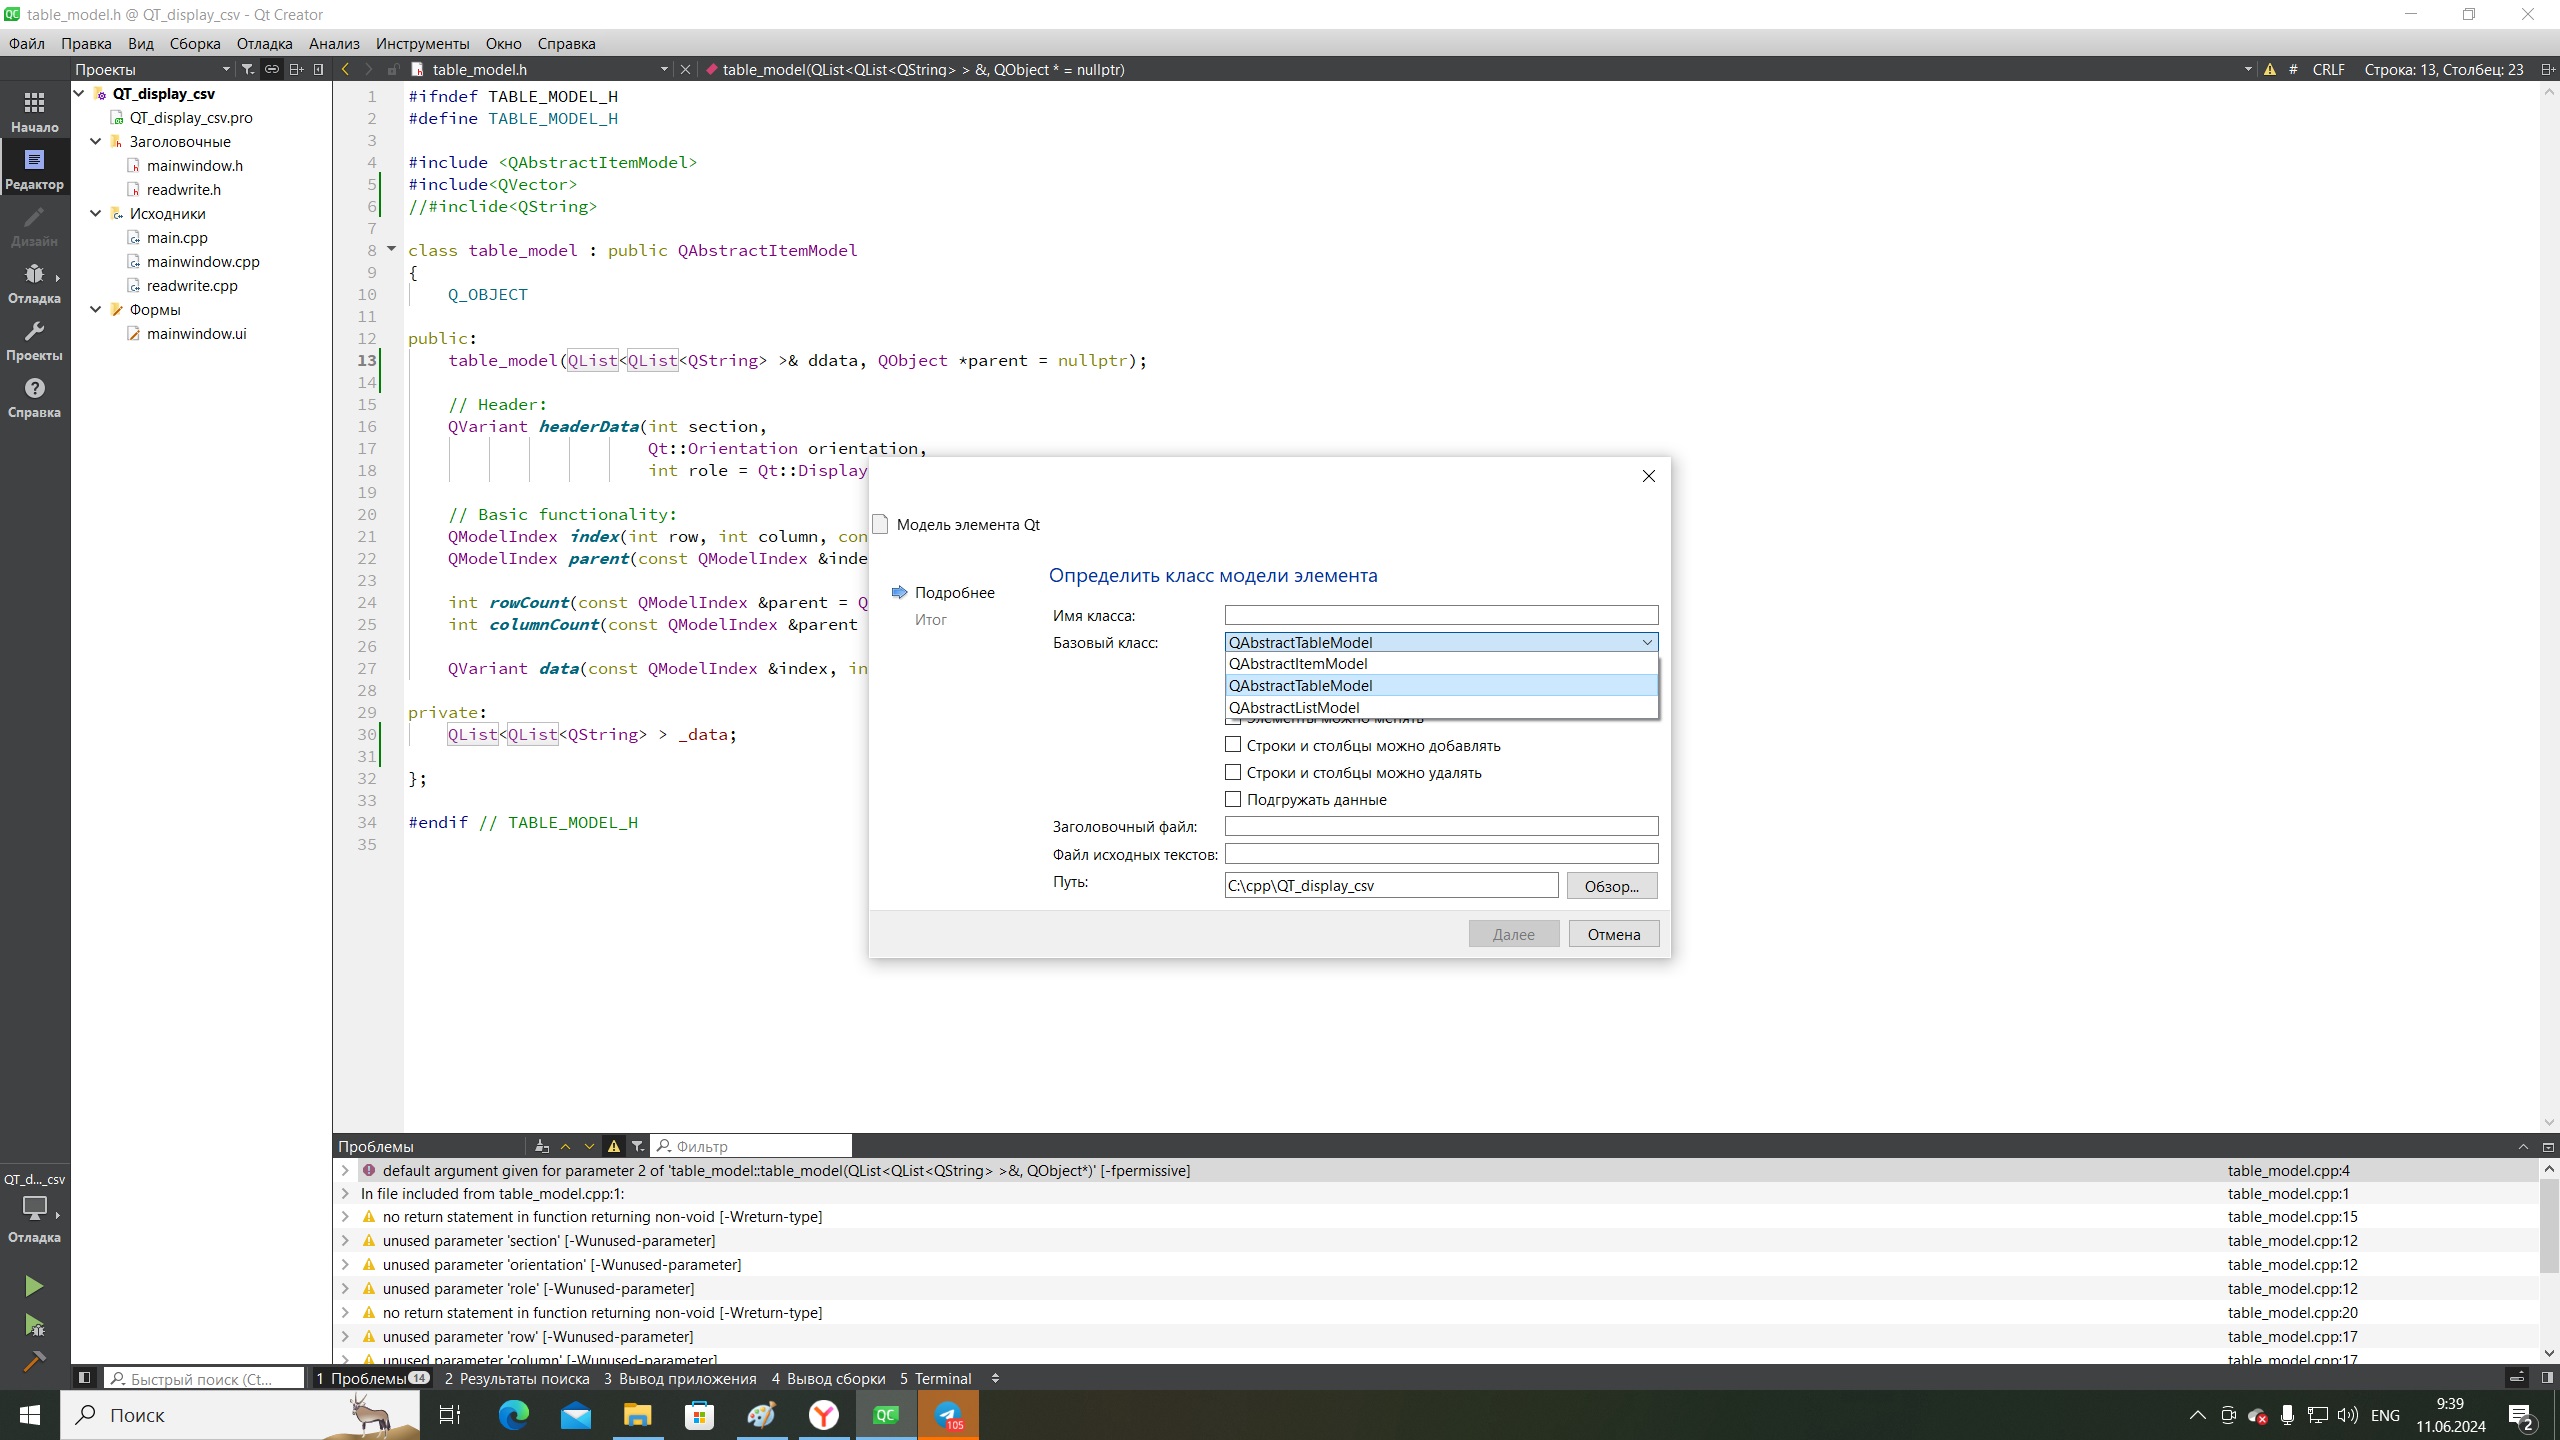 table_model.h @ QT_display_csv - Qt Creator
Файл Правка Вид Сборка Отладка Анализ Инструменты Окно Справка
Проекты
table_model.h
table_model(QList<QList<QString> > &, QObject * = nullptr)
# CRLF Строка: 13, Столбец: 23
Начало
Редактор
Дизайн
Отладка
Проекты
Справка
QT_display_csv
QT_display_csv.pro
Заголовочные
mainwindow.h
readwrite.h
Исходники
main.cpp
mainwindow.cpp
readwrite.cpp
Формы
mainwindow.ui
1 #ifndef TABLE_MODEL_H
2 #define TABLE_MODEL_H
3
4 #include <QAbstractItemModel>
5 #include<QVector>
6 //#inclide<QString>
7
8 class table_model : public QAbstractItemModel
9 {
10 Q_OBJECT
11
12 public:
13 table_model(QList<QList<QString> >& ddata, QObject *parent = nullptr);
14
15 // Header:
16 QVariant headerData(int section,
17 Qt::Orientation orientation,
18 int role = Qt::Display
19
20 // Basic functionality:
21 QModelIndex index(int row, int column, con
22 QModelIndex parent(const QModelIndex &inde
23
24 int rowCount(const QModelIndex &parent = Q
25 int columnCount(const QModelIndex &parent
26
27 QVariant data(const QModelIndex &index, in
28
29 private:
30 QList<QList<QString> > _data;
31
32 };
33
34 #endif // TABLE_MODEL_H
35
Модель элемента Qt
Подробнее
Итог
Определить класс модели элемента
Имя класса:
Базовый класс: QAbstractTableModel
QAbstractItemModel
QAbstractTableModel
QAbstractListModel
Элементы можно менять
Строки и столбцы можно добавлять
Строки и столбцы можно удалять
Подгружать данные
Заголовочный файл:
Файл исходных текстов:
Путь: C:\cpp\QT_display_csv Обзор...
Далее Отмена
Проблемы Фильтр
default argument given for parameter 2 of 'table_model::table_model(QList<QList<QString> >&, QObject*)' [-fpermissive] table_model.cpp:4
In file included from table_model.cpp:1: table_model.cpp:1
no return statement in function returning non-void [-Wreturn-type] table_model.cpp:15
unused parameter 'section' [-Wunused-parameter] table_model.cpp:12
unused parameter 'orientation' [-Wunused-parameter] table_model.cpp:12
unused parameter 'role' [-Wunused-parameter] table_model.cpp:12
no return statement in function returning non-void [-Wreturn-type] table_model.cpp:20
unused parameter 'row' [-Wunused-parameter] table_model.cpp:17
unused parameter 'column' [-Wunused-parameter] table_model.cpp:17
QT_d..._csv
Отладка
Быстрый поиск (Ct... 1 Проблемы 14 2 Результаты поиска 3 Вывод приложения 4 Вывод сборки 5 Terminal
Поиск
QC
105
ENG
9:39
11.06.2024
2